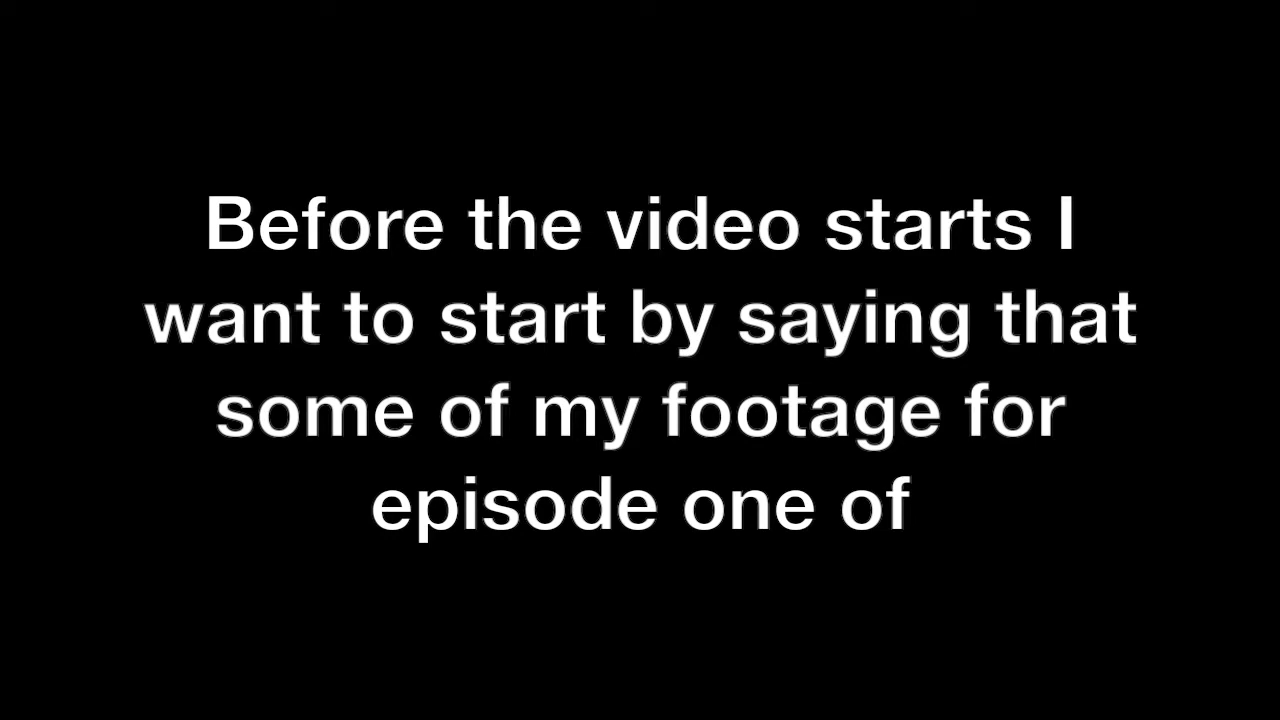 Before the video starts I
want to start by saying that
some of my footage for
episode one of